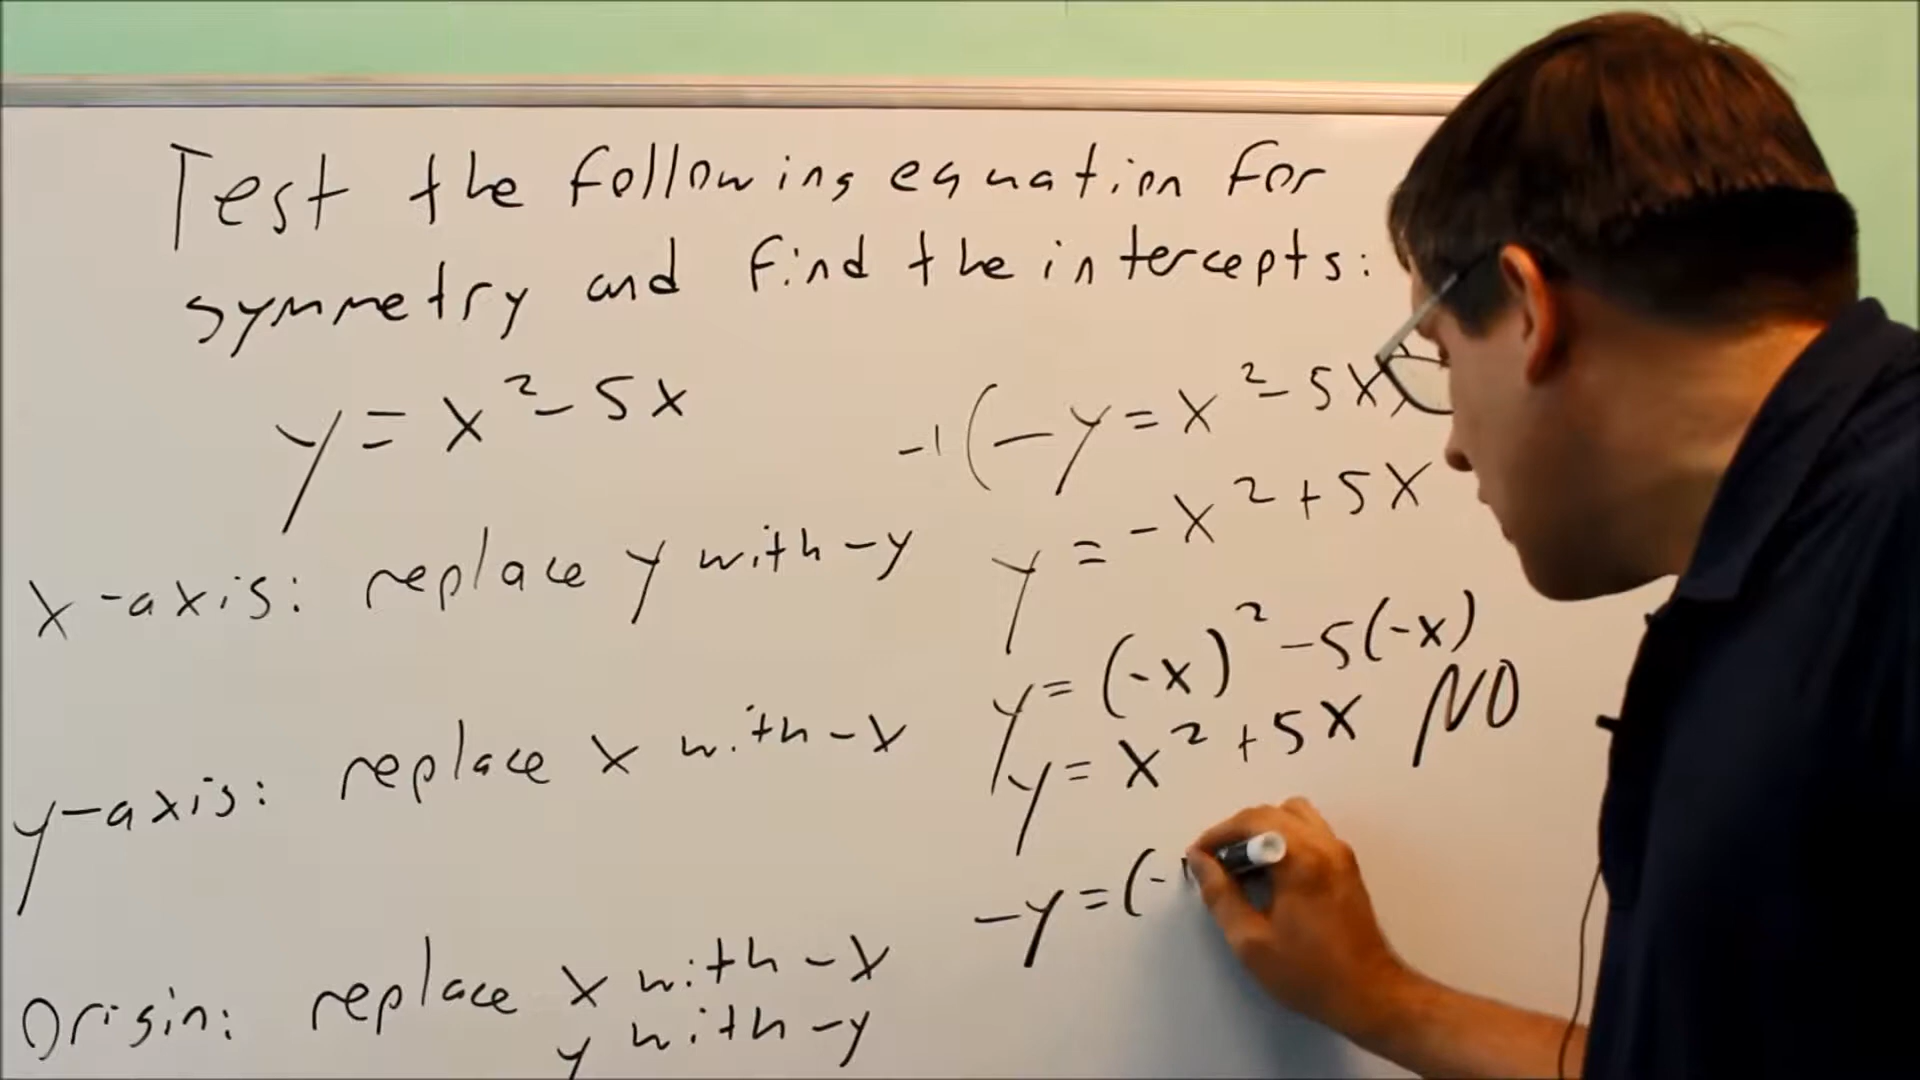 Test the following equation for
symmetry and find the intercepts:
y = x² - 5x
-1(-y = x² - 5x)
y = -x² + 5x
x-axis: replace y with -y
y = (-x)² - 5(-x)
y = x² + 5x NO
y-axis: replace x with -x
-y = (-
Origin: replace x with -x
y with -y